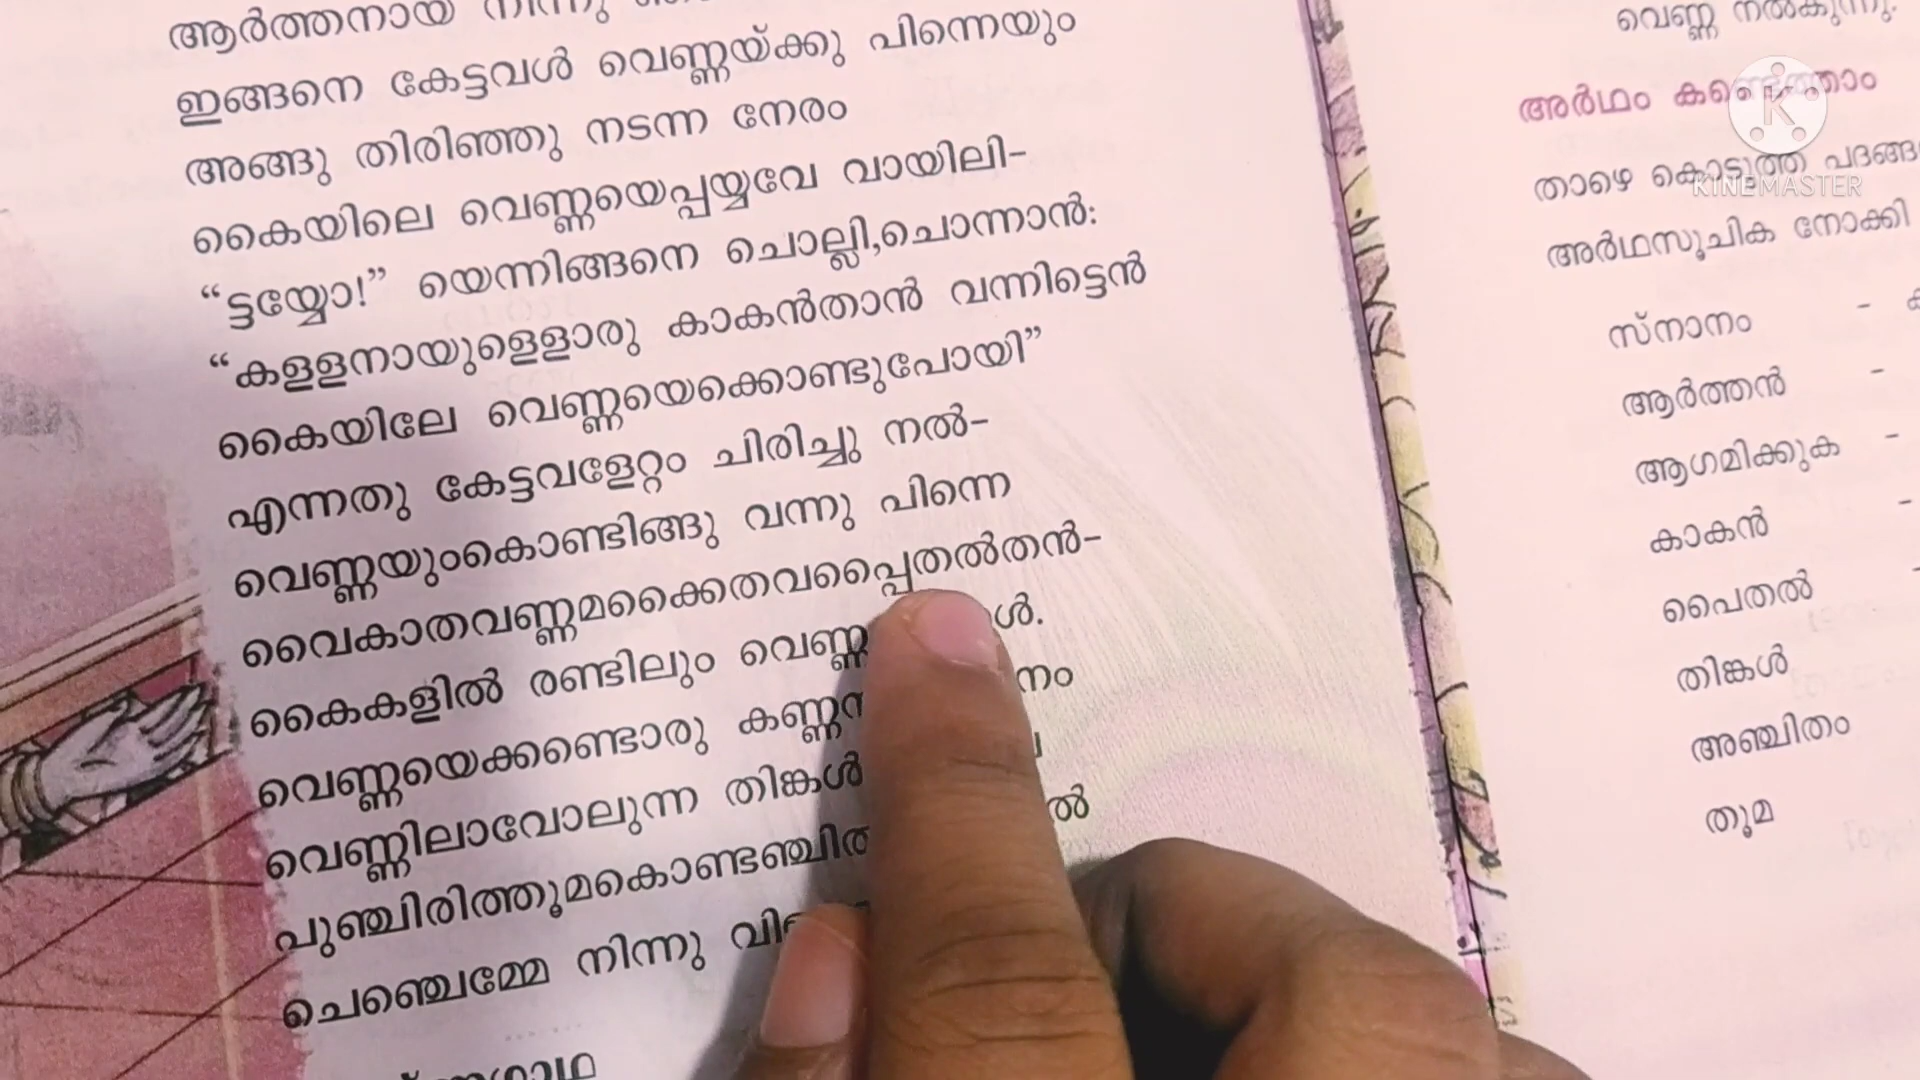 ആർത്തനായ് നിന്നു
ഇങ്ങനെ കേട്ടവൾ വെണ്ണയ്ക്കു പിന്നെയും
അങ്ങു തിരിഞ്ഞു നടന്ന നേരം
കൈയിലെ വെണ്ണയെപ്പയ്യവേ വായിലി-
“ട്ടയ്യോ!” യെന്നിങ്ങനെ ചൊല്ലി,ചൊന്നാൻ:
“കള്ളനായുള്ളൊരു കാകൻതാൻ വന്നിട്ടെൻ
കൈയിലേ വെണ്ണയെക്കൊണ്ടുപോയി”
എന്നതു കേട്ടവളേറ്റം ചിരിച്ചു നൽ-
വെണ്ണയുംകൊണ്ടിങ്ങു വന്നു പിന്നെ
വൈകാതവണ്ണമക്കൈതവപ്പൈതൽതൻ-
കൈകളിൽ രണ്ടിലും
വെണ്ണയെക്കണ്ടൊരു
വെണ്ണിലാവോലുന്ന തിങ്കൾ
പുഞ്ചിരിത്തൂമകൊണ്ടഞ്ചിത
ചെഞ്ചെമ്മേ നിന്നു
വെണ്ണ നൽകുന്നു.
അർഥം കണ്ടെത്താം
താഴെ കൊടുത്ത
അർഥസൂചിക നോക്കി
സ്നാനം -
ആർത്തൻ -
ആഗമിക്കുക -
കാകൻ -
പൈതൽ -
തിങ്കൾ
അഞ്ചിതം
തൂമ
KINEMASTER